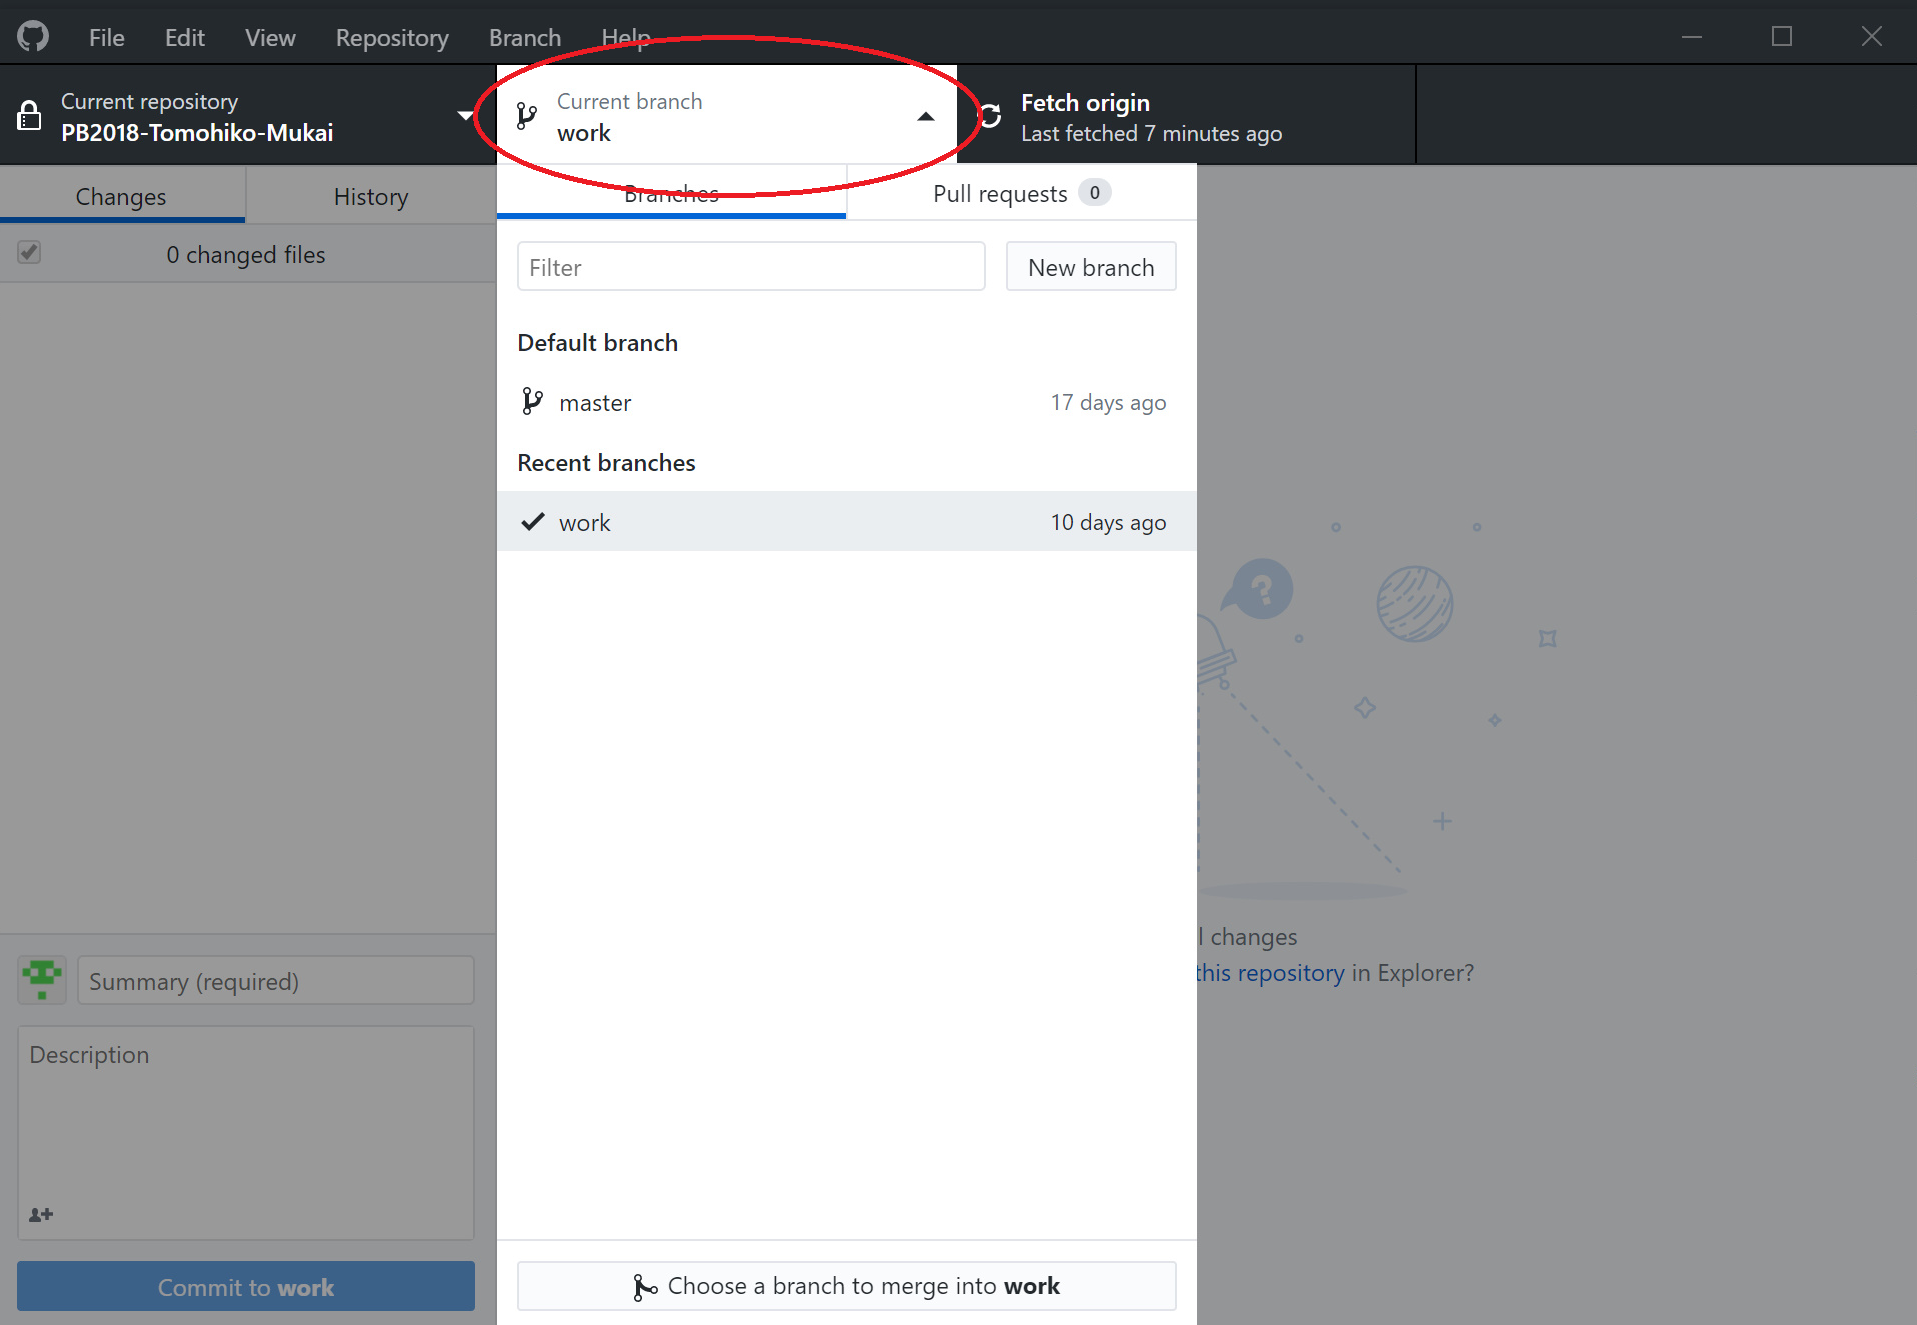 File Edit View Repository Branch Help
Current repository
PB2018-Tomohiko-Mukai
Current branch
work
Fetch origin
Last fetched 7 minutes ago
Changes History
0 changed files
Branches Pull requests 0
Filter
New branch
Default branch
master 17 days ago
Recent branches
work 10 days ago
?
changes
this repository in Explorer?
Summary (required)
Description
Commit to work
Choose a branch to merge into work